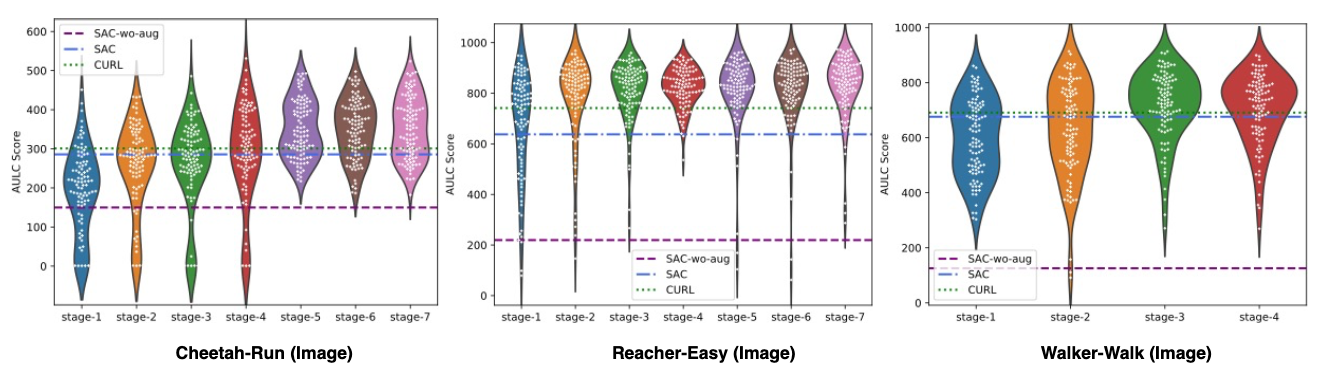 600
500
400
300
200
100
0
AULC Score
SAC-wo-aug
SAC
CURL
stage-1 stage-2 stage-3 stage-4 stage-5 stage-6 stage-7
Cheetah-Run (Image)
1000
800
600
400
200
0
AULC Score
SAC-wo-aug
SAC
CURL
stage-1 stage-2 stage-3 stage-4 stage-5 stage-6 stage-7
Reacher-Easy (Image)
1000
800
600
400
200
0
AULC Score
SAC-wo-aug
SAC
CURL
stage-1 stage-2 stage-3 stage-4
Walker-Walk (Image)